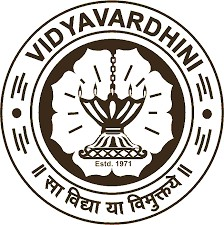 VIDYAVARDHINI
Estd. 1971
॥ सा विद्या या विमुक्तये ॥